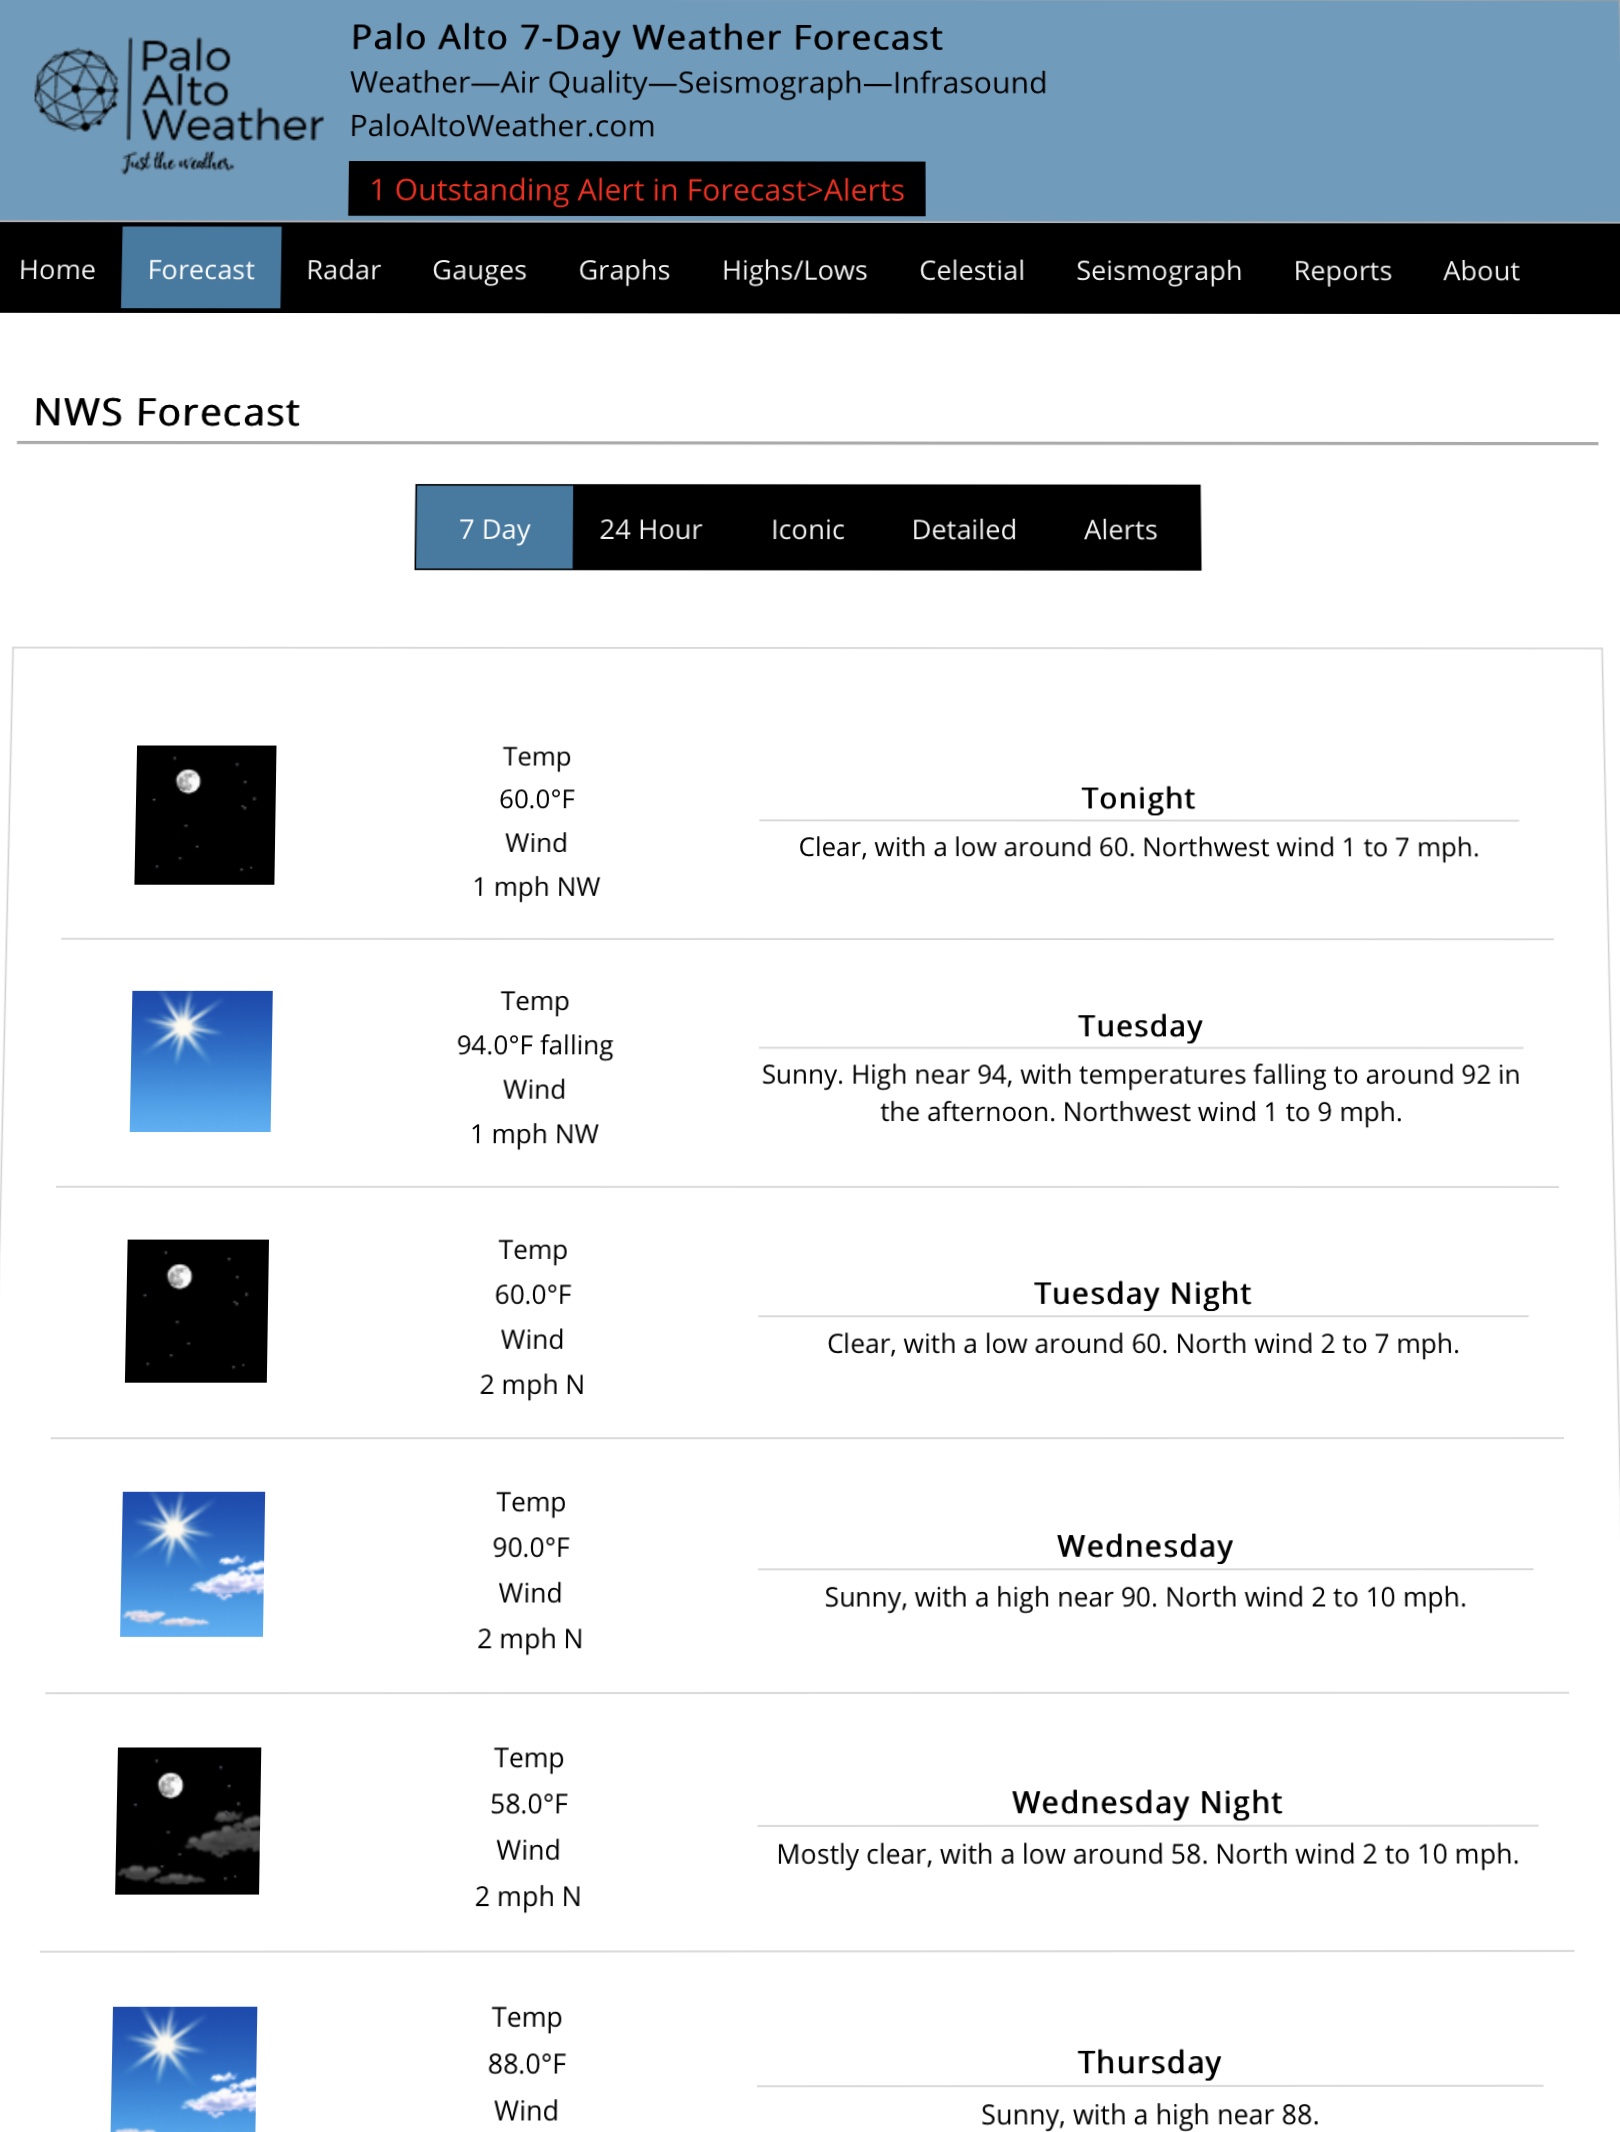 Palo
Alto
Weather
Just the weather.
Palo Alto 7-Day Weather Forecast
Weather—Air Quality—Seismograph—Infrasound
PaloAltoWeather.com
1 Outstanding Alert in Forecast>Alerts
Home Forecast Radar Gauges Graphs Highs/Lows Celestial Seismograph Reports About
NWS Forecast
7 Day 24 Hour Iconic Detailed Alerts
Temp
60.0°F
Wind
1 mph NW
Tonight
Clear, with a low around 60. Northwest wind 1 to 7 mph.
Temp
94.0°F falling
Wind
1 mph NW
Tuesday
Sunny. High near 94, with temperatures falling to around 92 in
the afternoon. Northwest wind 1 to 9 mph.
Temp
60.0°F
Wind
2 mph N
Tuesday Night
Clear, with a low around 60. North wind 2 to 7 mph.
Temp
90.0°F
Wind
2 mph N
Wednesday
Sunny, with a high near 90. North wind 2 to 10 mph.
Temp
58.0°F
Wind
2 mph N
Wednesday Night
Mostly clear, with a low around 58. North wind 2 to 10 mph.
Temp
88.0°F
Wind
Thursday
Sunny, with a high near 88.